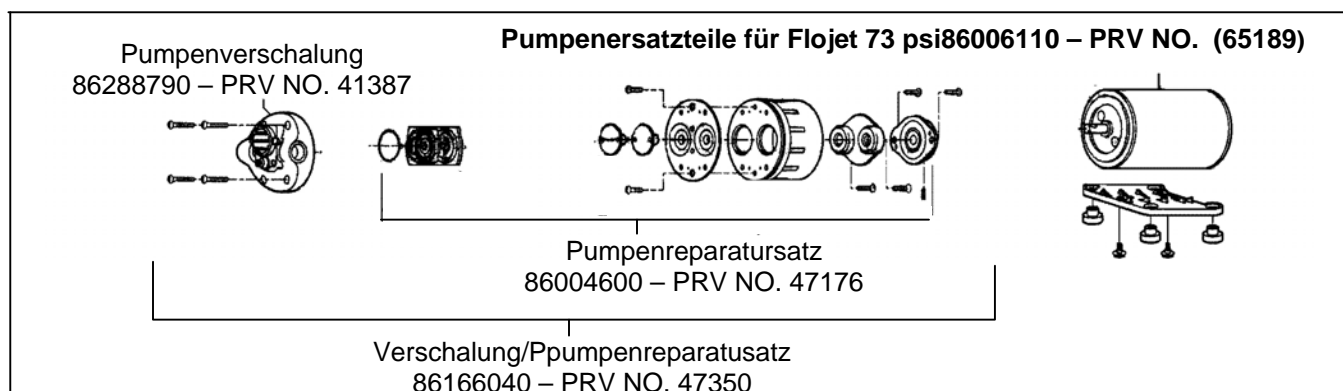 Pumpenersatzteile für Flojet 73 psi86006110 – PRV NO. (65189)
Pumpenverschalung
86288790 – PRV NO. 41387
Pumpenreparatursatz
86004600 – PRV NO. 47176
Verschalung/Ppumpenreparatusatz
86166040 – PRV NO. 47350